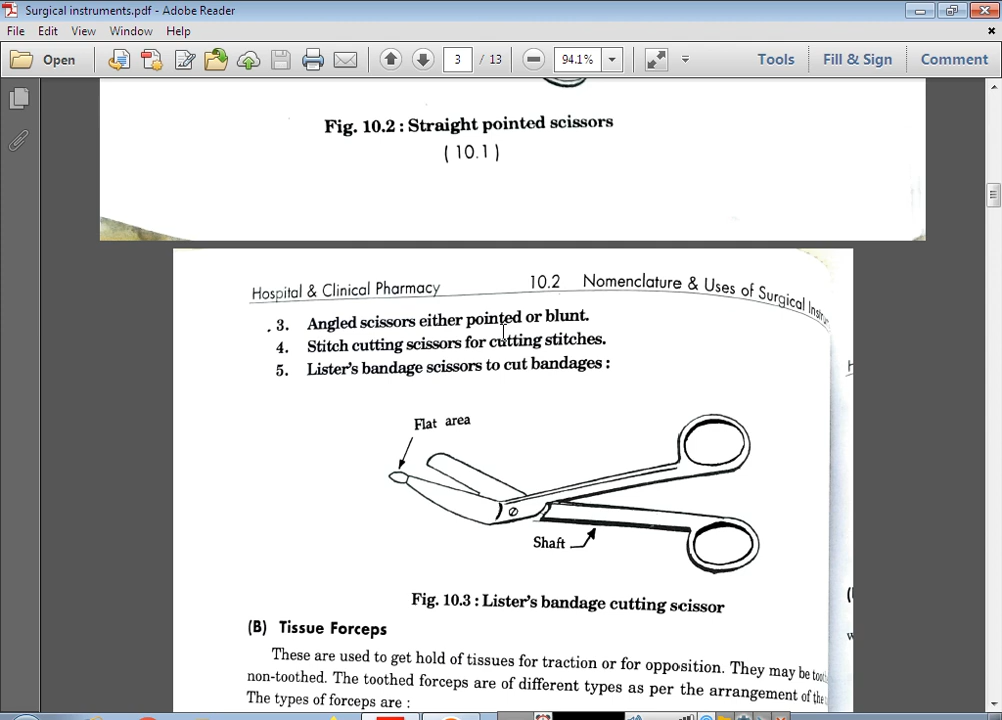 Surgical instruments.pdf - Adobe Reader
File Edit View Window Help
Open 3 / 13 94.1% Tools Fill & Sign Comment
Fig. 10.2 : Straight pointed scissors
( 10.1 )
Hospital & Clinical Pharmacy 10.2 Nomenclature & Uses of Surgical Instru
3. Angled scissors either pointed or blunt.
4. Stitch cutting scissors for cutting stitches.
5. Lister's bandage scissors to cut bandages :
Flat area
Shaft
Fig. 10.3 : Lister's bandage cutting scissor
(B) Tissue Forceps
These are used to get hold of tissues for traction or for opposition. They may be
non-toothed. The toothed forceps are of different types as per the arrangement of the
The types of forceps are :